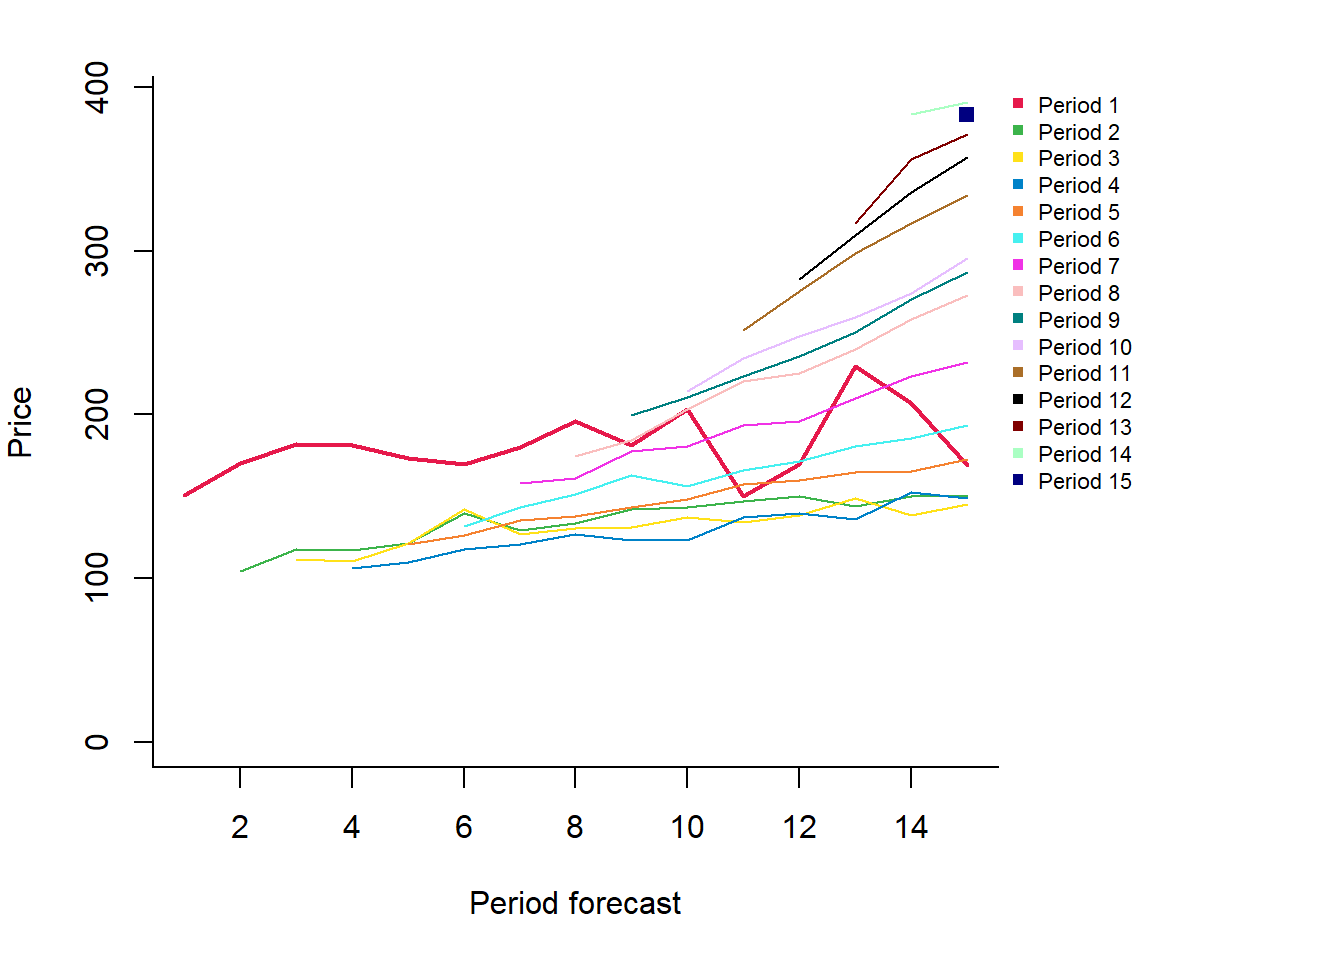 400
300
200
100
0
Price
2 4 6 8 10 12 14
Period forecast
Period 1
Period 2
Period 3
Period 4
Period 5
Period 6
Period 7
Period 8
Period 9
Period 10
Period 11
Period 12
Period 13
Period 14
Period 15